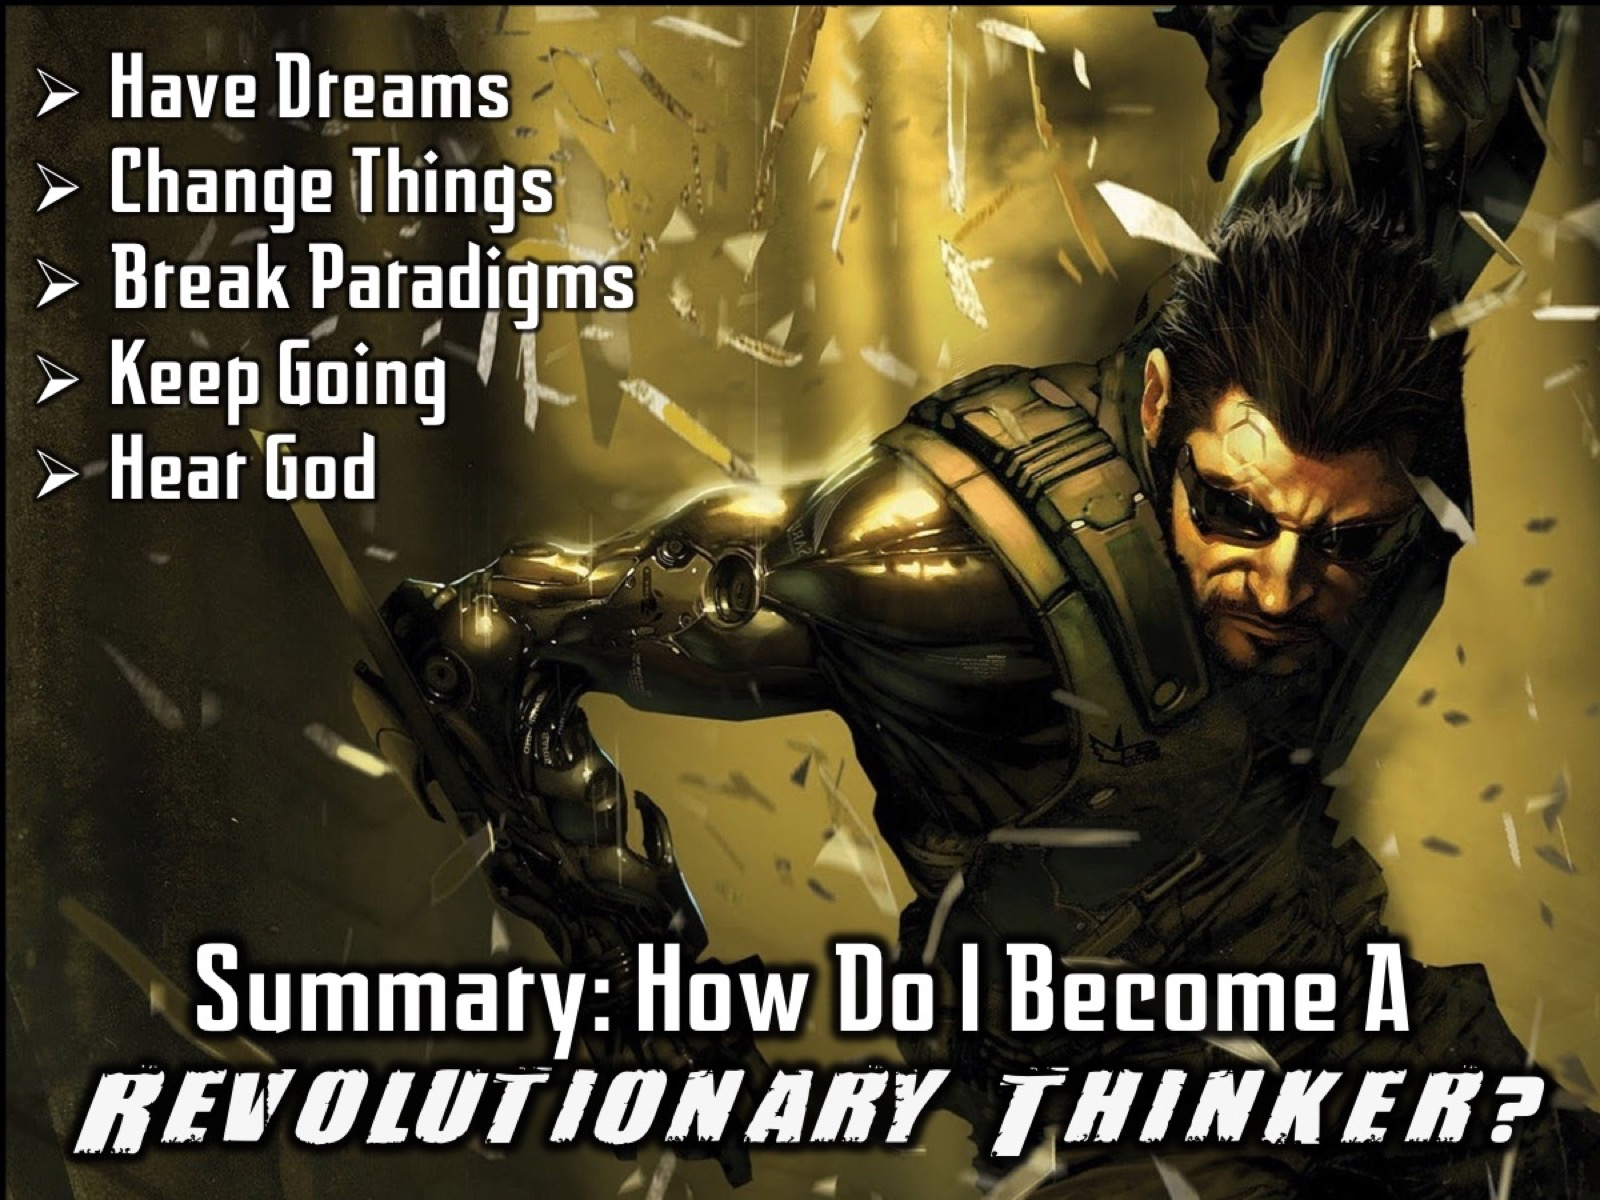 Have Dreams
Change Things
Break Paradigms
Keep Going
Hear God
Summary: How Do I Become A
Revolutionary Thinker?